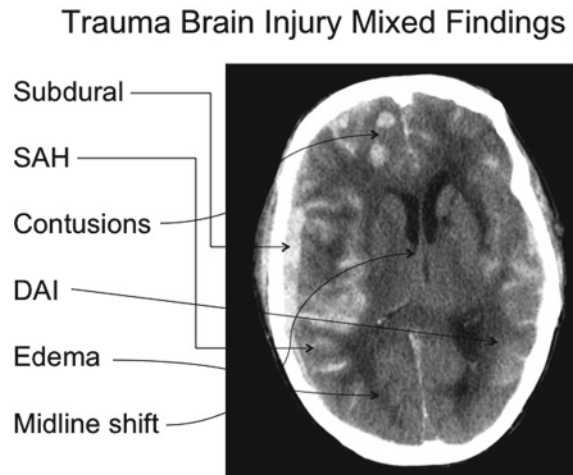 Trauma Brain Injury Mixed Findings
Subdural
SAH
Contusions
DAI
Edema
Midline shift